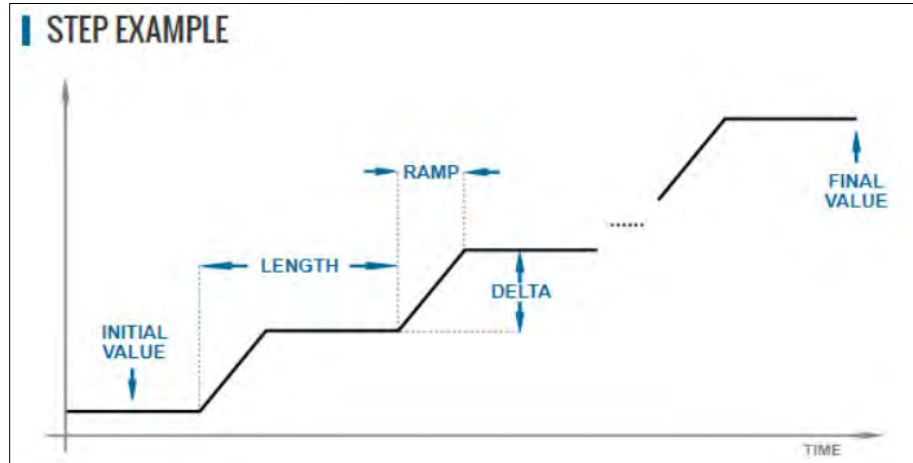 STEP EXAMPLE
RAMP
FINAL
VALUE
......
LENGTH
DELTA
INITIAL
VALUE
TIME